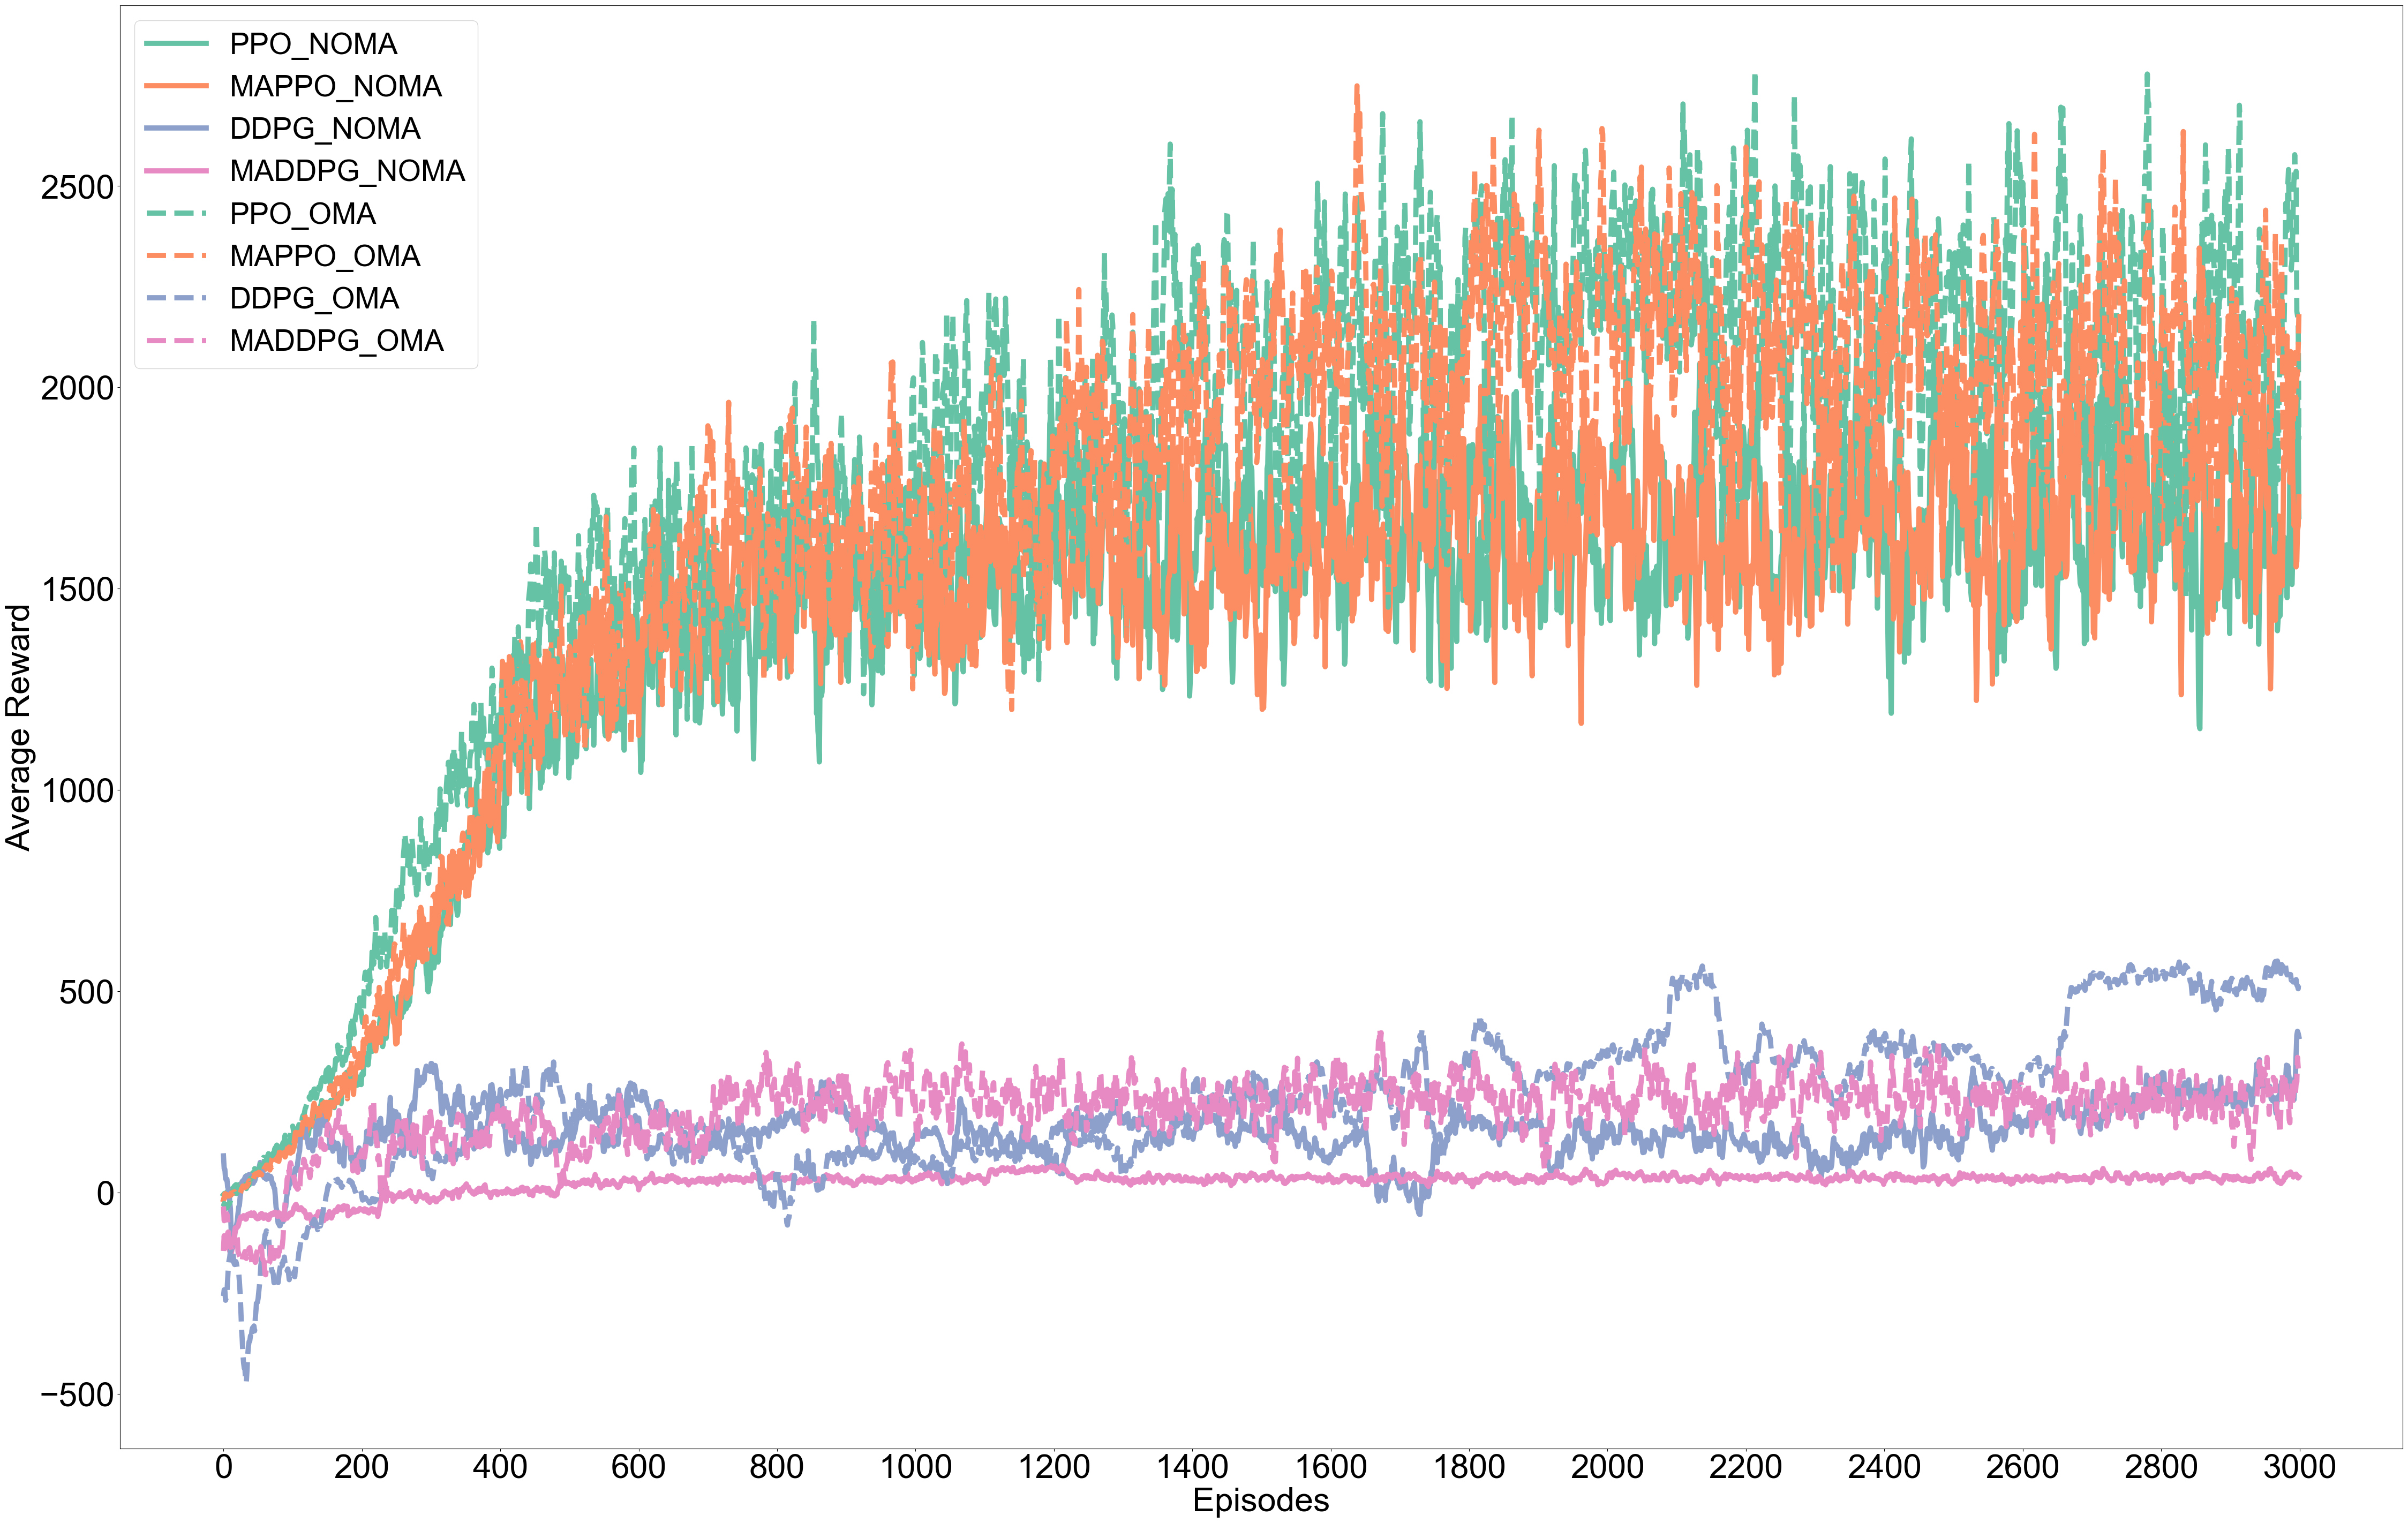 PPO_NOMA
MAPPO_NOMA
DDPG_NOMA
MADDPG_NOMA
PPO_OMA
MAPPO_OMA
DDPG_OMA
MADDPG_OMA
2500
2000
1500
1000
500
0
−500
Average Reward
0 200 400 600 800 1000 1200 1400 1600 1800 2000 2200 2400 2600 2800 3000
Episodes